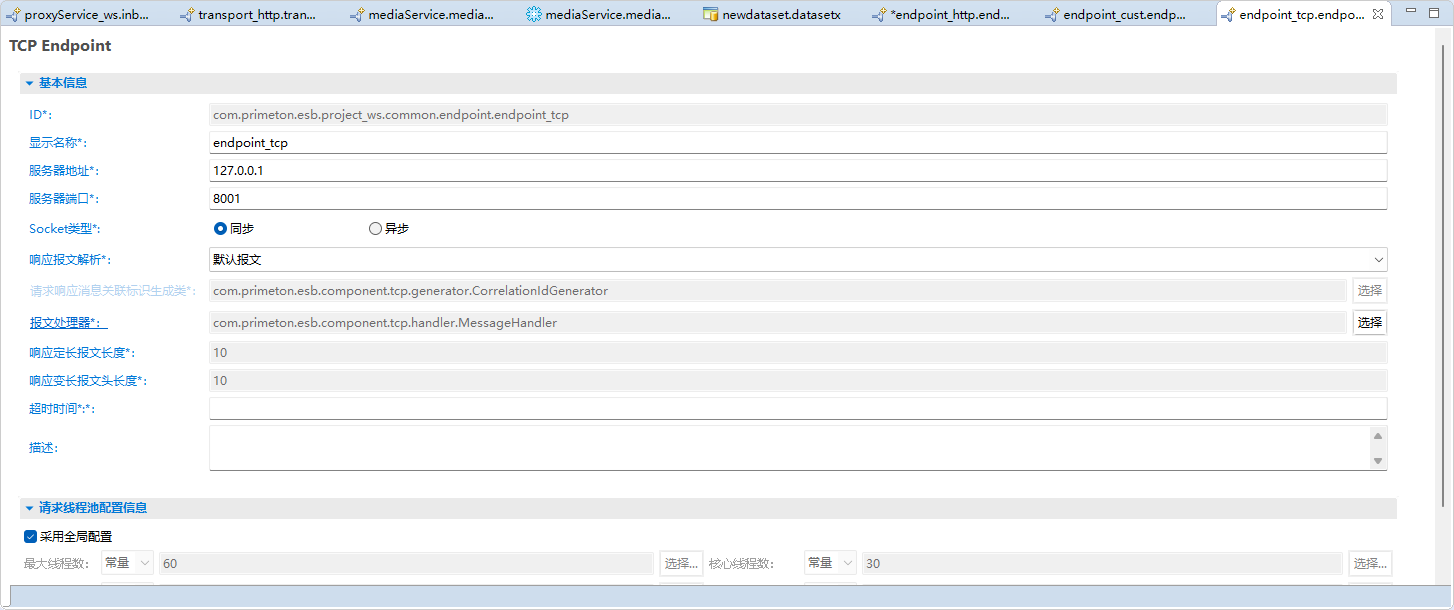 proxyService_ws.inb... transport_http.tran... mediaService.media... mediaService.media... newdataset.datasetx *endpoint_http.end... endpoint_cust.endp... endpoint_tcp.endpo...
TCP Endpoint
基本信息
ID*: com.primeton.esb.project_ws.common.endpoint.endpoint_tcp
显示名称*: endpoint_tcp
服务器地址*: 127.0.0.1
服务器端口*: 8001
Socket类型*: 同步 异步
响应报文解析*: 默认报文
请求响应消息关联标识生成类*: com.primeton.esb.component.tcp.generator.CorrelationIdGenerator 选择
报文处理器*: com.primeton.esb.component.tcp.handler.MessageHandler 选择
响应定长报文长度*: 10
响应变长报文头长度*: 10
超时时间*:*:
描述:
请求线程池配置信息
采用全局配置
最大线程数: 常量 60 选择... 核心线程数: 常量 30 选择...